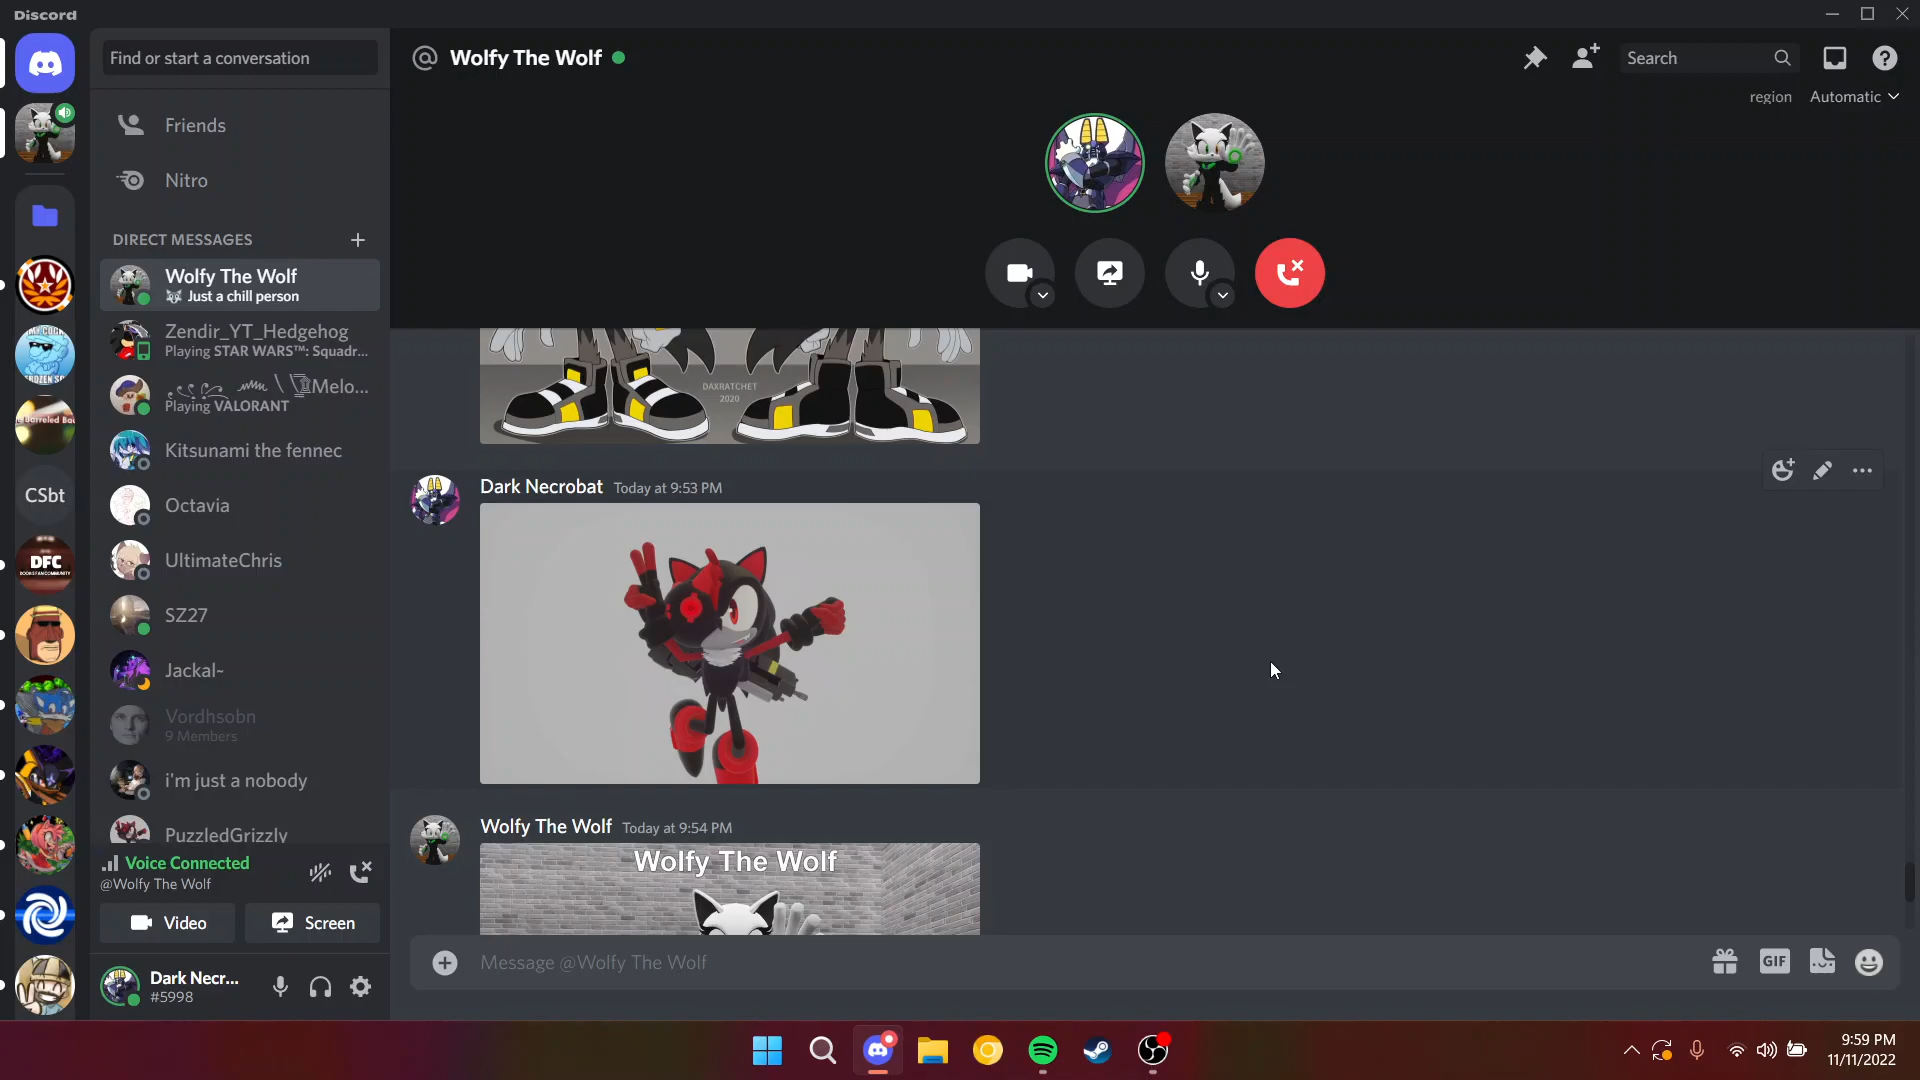 Discord
Find or start a conversation
Friends
Nitro
DIRECT MESSAGES
Wolfy The Wolf
Just a chill person
Zendir_YT_Hedgehog
Playing STAR WARS™: Squadr...
Melo...
Playing VALORANT
Kitsunami the fennec
Octavia
UltimateChris
SZ27
Jackal~
Vordhsobn
9 Members
i'm just a nobody
PuzzledGrizzly
Voice Connected
@Wolfy The Wolf
Video
Screen
Dark Necr...
#5998
CSbt
DFC
Wolfy The Wolf
Search
region
Automatic
DAXRATCHET
2020
Dark Necrobat Today at 9:53 PM
Wolfy The Wolf Today at 9:54 PM
Wolfy The Wolf
Message @Wolfy The Wolf
GIF
9:59 PM
11/11/2022